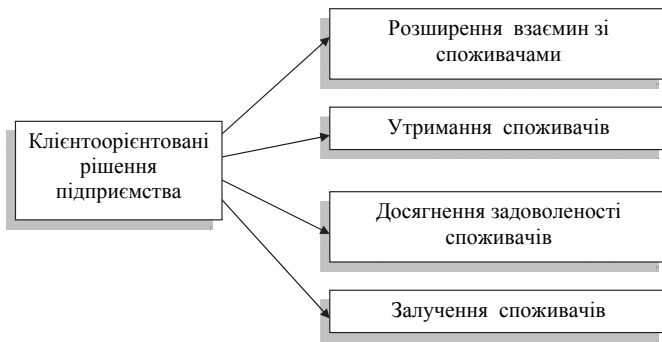 Клієнтоорієнтовані
рішення
підприємства
Розширення взаємин зі
споживачами
Утримання споживачів
Досягнення задоволеності
споживачів
Залучення споживачів